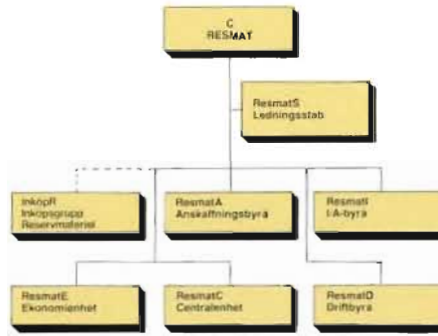 C
RESMAT
ResmatS
Ledningsstab
InköpR
Inköpsgrupp
Reservmateriel
ResmatA
Anskaffningsbyrå
ResmatI
I/A-byrå
ResmatE
Ekonomienhet
ResmatC
Centralenhet
ResmatD
Driftbyrå